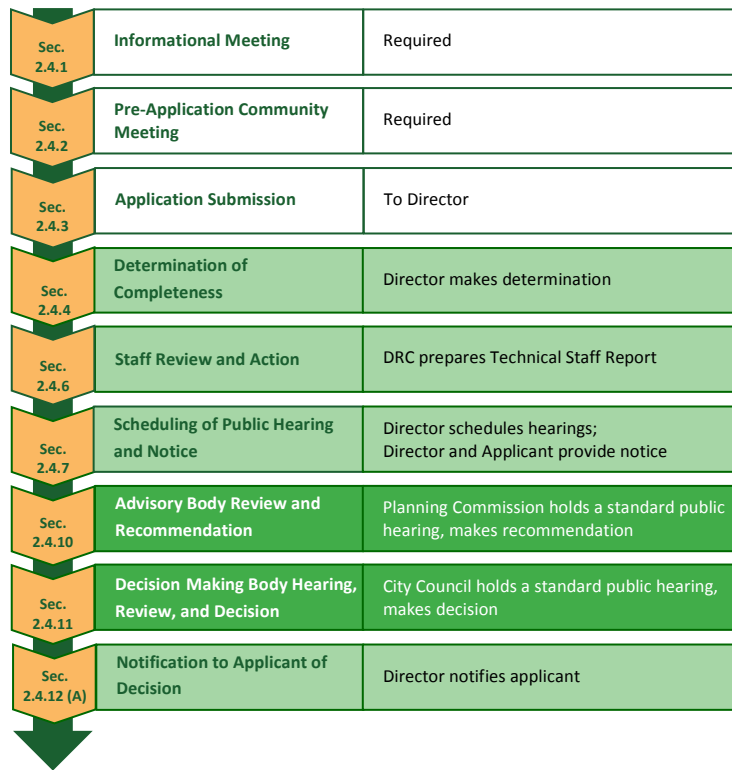 Sec.
2.4.1
Informational Meeting
Required
Sec.
2.4.2
Pre-Application Community
Meeting
Required
Sec.
2.4.3
Application Submission
To Director
Sec.
2.4.4
Determination of
Completeness
Director makes determination
Sec.
2.4.6
Staff Review and Action
DRC prepares Technical Staff Report
Sec.
2.4.7
Scheduling of Public Hearing
and Notice
Director schedules hearings;
Director and Applicant provide notice
Sec.
2.4.10
Advisory Body Review and
Recommendation
Planning Commission holds a standard public
hearing, makes recommendation
Sec.
2.4.11
Decision Making Body Hearing,
Review, and Decision
City Council holds a standard public hearing,
makes decision
Sec.
2.4.12 (A)
Notification to Applicant of
Decision
Director notifies applicant